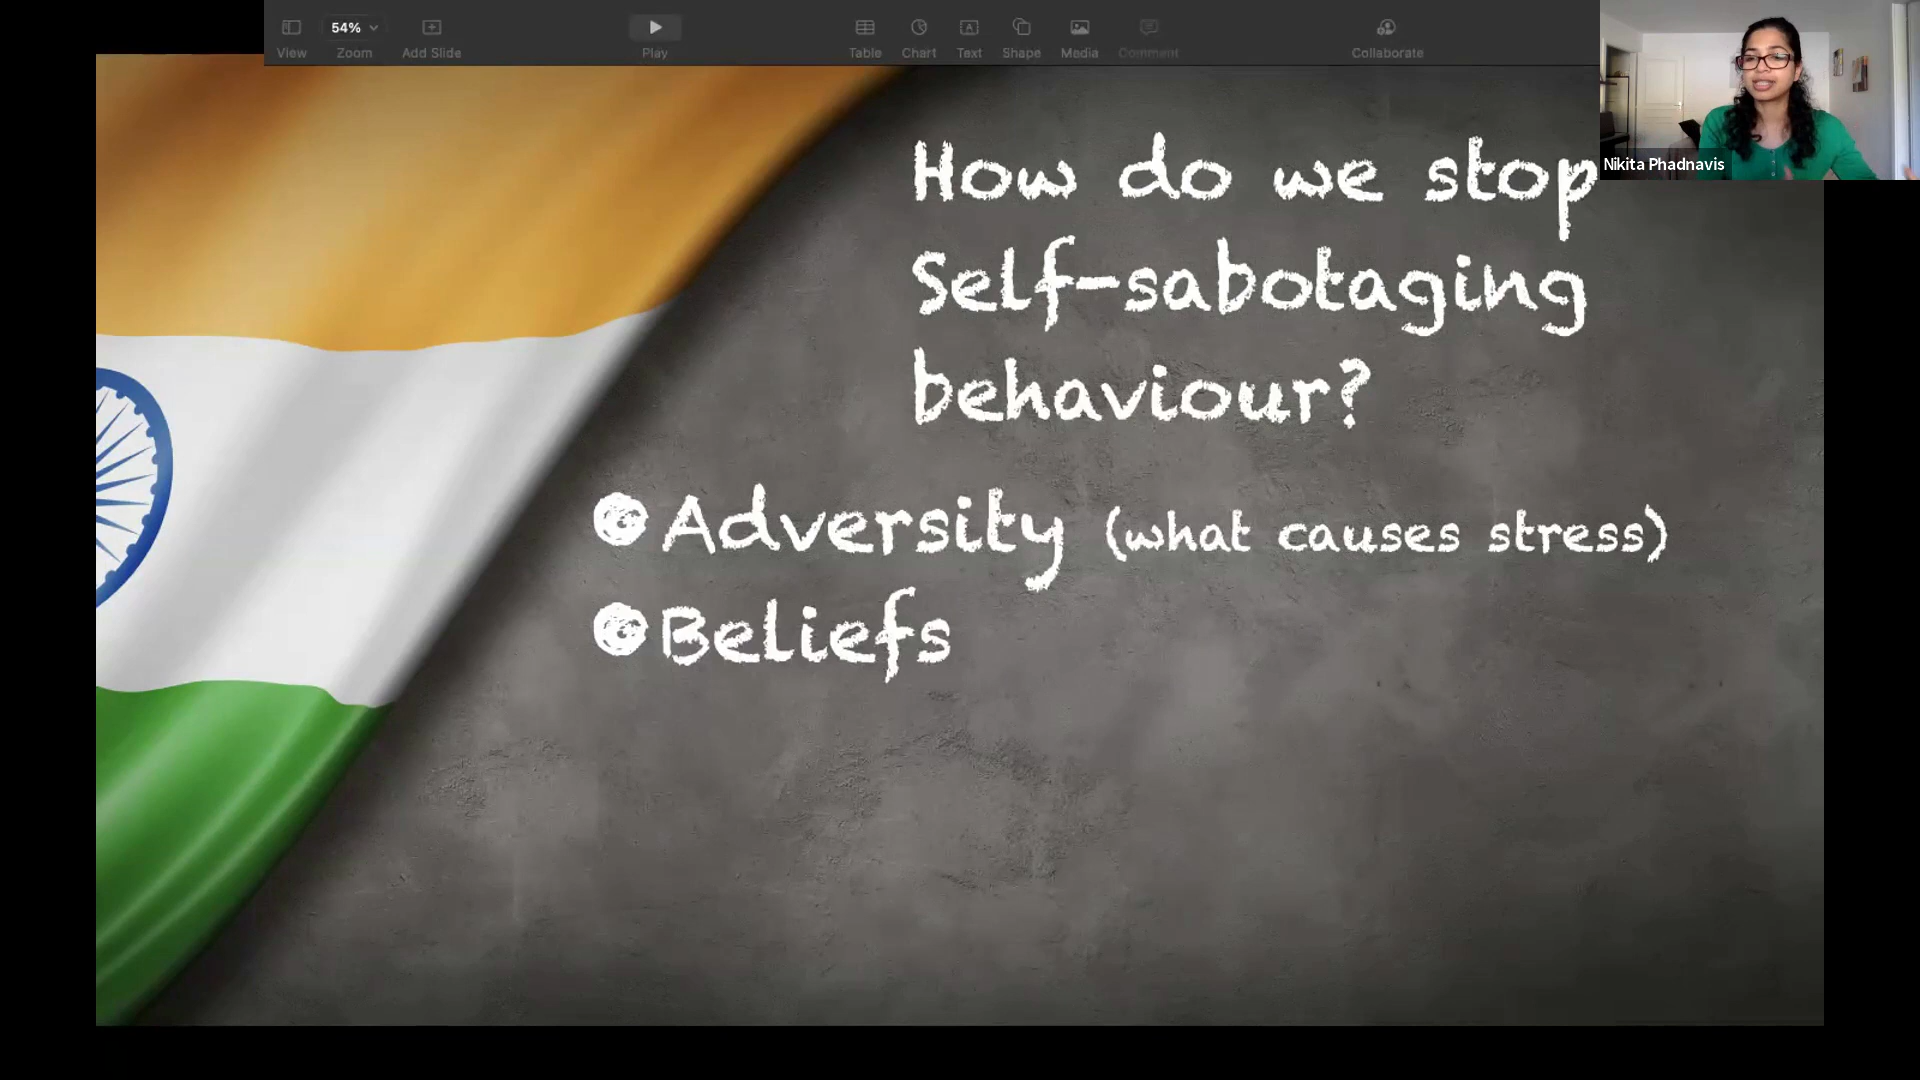 54%
View
Zoom
Add Slide
Play
Table
Chart
Text
Shape
Media
Comment
Collaborate
Nikita Phadnavis
How do we stop
Self-sabotaging
behaviour?
Adversity (what causes stress)
Beliefs